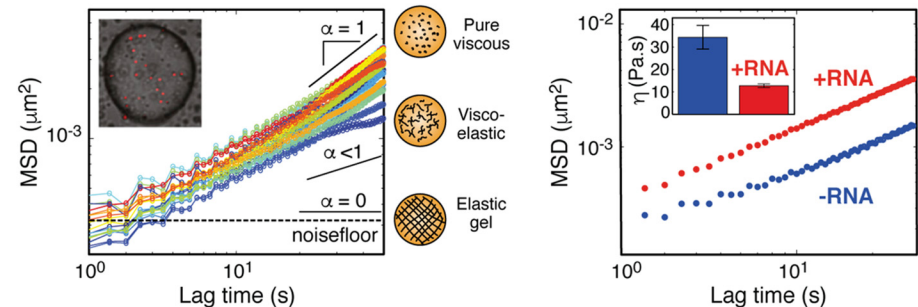 MSD (μm²)
10⁻³
α = 1
α <1
α = 0
noisefloor
10⁰
10¹
Lag time (s)
Pure
viscous
Visco-
elastic
Elastic
gel
MSD (μm²)
10⁻²
10⁻³
η (Pa.s)
40
30
20
10
0
+RNA
+RNA
-RNA
10⁰
10¹
Lag time (s)